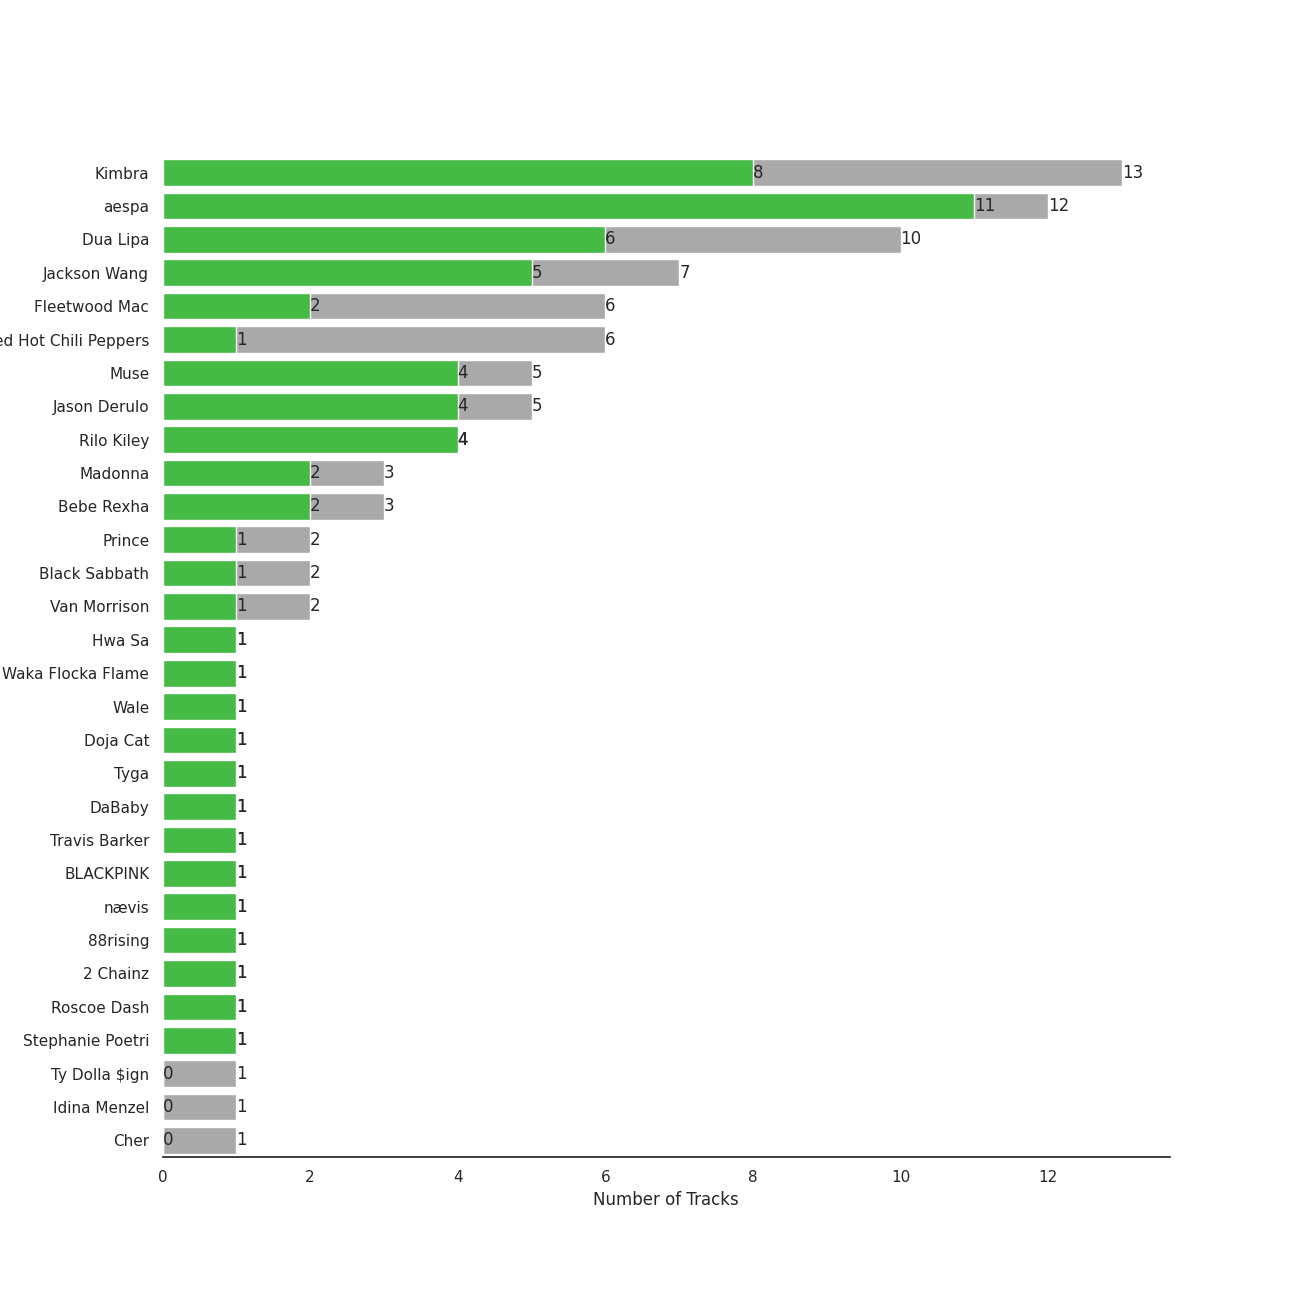 Kimbra 8 13
aespa 11 12
Dua Lipa 6 10
Jackson Wang 5 7
Fleetwood Mac 2 6
ed Hot Chili Peppers 1 6
Muse 4 5
Jason Derulo 4 5
Rilo Kiley 4
Madonna 2 3
Bebe Rexha 2 3
Prince 1 2
Black Sabbath 1 2
Van Morrison 1 2
Hwa Sa 1
Waka Flocka Flame 1
Wale 1
Doja Cat 1
Tyga 1
DaBaby 1
Travis Barker 1
BLACKPINK 1
nævis 1
88rising 1
2 Chainz 1
Roscoe Dash 1
Stephanie Poetri 1
Ty Dolla $ign 0 1
Idina Menzel 0 1
Cher 0 1
0 2 4 6 8 10 12
Number of Tracks